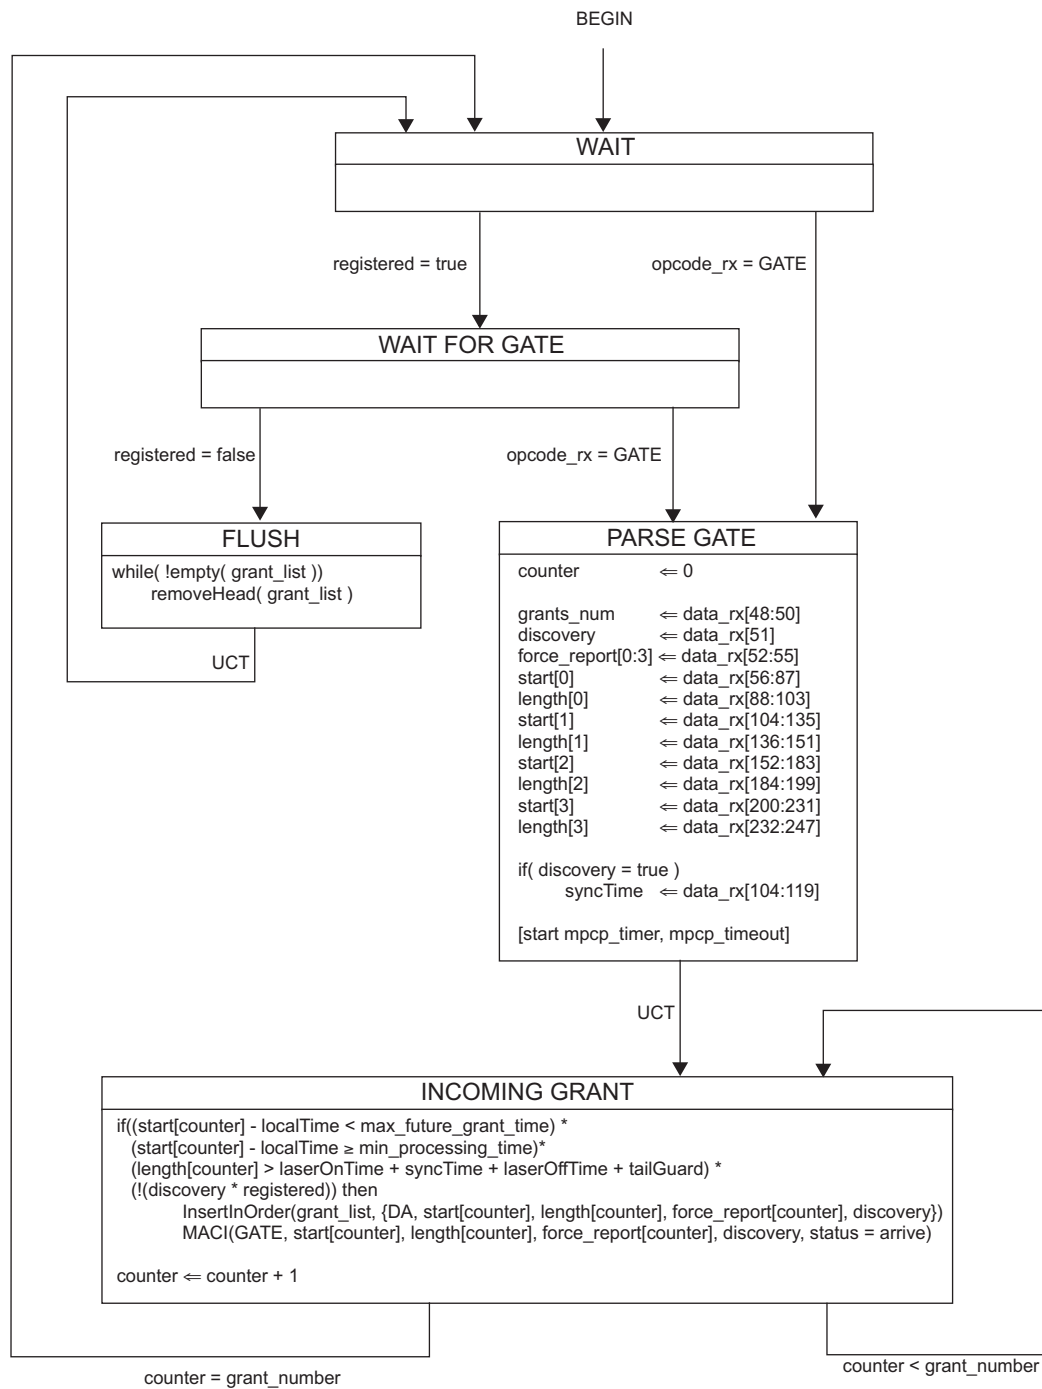 BEGIN
WAIT
registered = true
opcode_rx = GATE
WAIT FOR GATE
registered = false
opcode_rx = GATE
FLUSH
while( !empty( grant_list ))
removeHead( grant_list )
UCT
PARSE GATE
counter ⇐ 0
grants_num ⇐ data_rx[48:50]
discovery ⇐ data_rx[51]
force_report[0:3] ⇐ data_rx[52:55]
start[0] ⇐ data_rx[56:87]
length[0] ⇐ data_rx[88:103]
start[1] ⇐ data_rx[104:135]
length[1] ⇐ data_rx[136:151]
start[2] ⇐ data_rx[152:183]
length[2] ⇐ data_rx[184:199]
start[3] ⇐ data_rx[200:231]
length[3] ⇐ data_rx[232:247]
if( discovery = true )
syncTime ⇐ data_rx[104:119]
[start mpcp_timer, mpcp_timeout]
UCT
INCOMING GRANT
if((start[counter] - localTime < max_future_grant_time) *
(start[counter] - localTime ≥ min_processing_time)*
(length[counter] > laserOnTime + syncTime + laserOffTime + tailGuard) *
(!(discovery * registered)) then
InsertInOrder(grant_list, {DA, start[counter], length[counter], force_report[counter], discovery})
MACI(GATE, start[counter], length[counter], force_report[counter], discovery, status = arrive)
counter ⇐ counter + 1
counter = grant_number
counter < grant_number